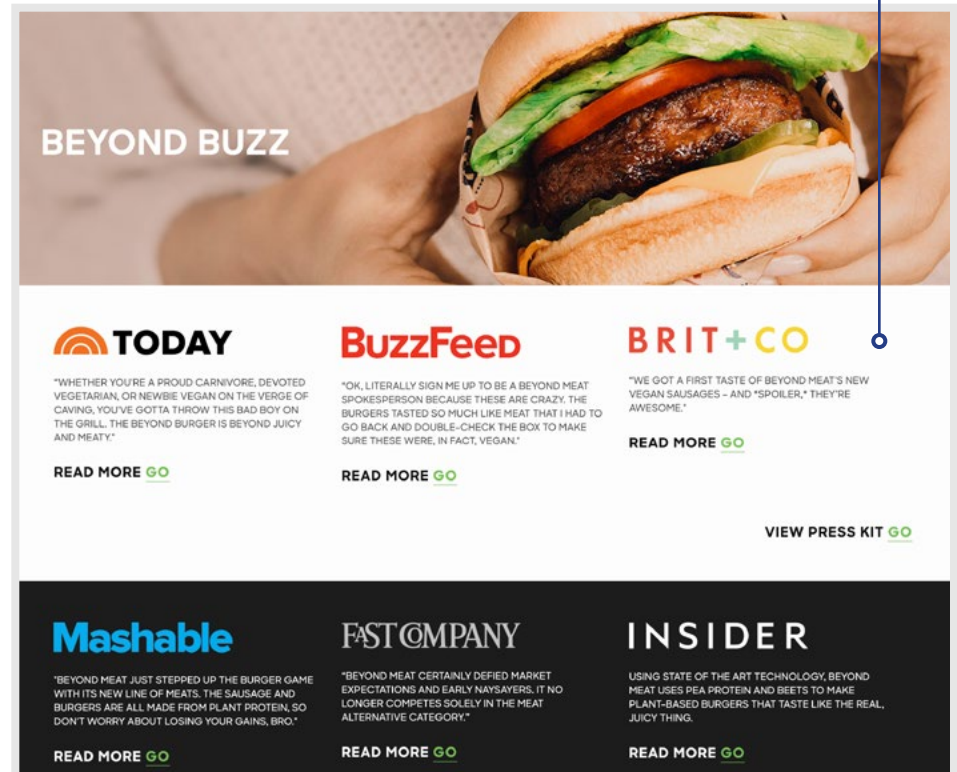 BEYOND BUZZ
TODAY
"WHETHER YOU'RE A PROUD CARNIVORE, DEVOTED
VEGETARIAN, OR NEWBIE VEGAN ON THE VERGE OF
CAVING, YOU'VE GOTTA THROW THIS BAD BOY ON
THE GRILL. THE BEYOND BURGER IS BEYOND JUICY
AND MEATY."
READ MORE GO
BuzzFeeD
"OK, LITERALLY SIGN ME UP TO BE A BEYOND MEAT
SPOKESPERSON BECAUSE THESE ARE CRAZY. THE
BURGERS TASTED SO MUCH LIKE MEAT THAT I HAD TO
GO BACK AND DOUBLE-CHECK THE BOX TO MAKE
SURE THESE WERE, IN FACT, VEGAN."
READ MORE GO
BRIT+CO
"WE GOT A FIRST TASTE OF BEYOND MEAT'S NEW
VEGAN SAUSAGES – AND *SPOILER,* THEY'RE
AWESOME."
READ MORE GO
VIEW PRESS KIT GO
Mashable
"BEYOND MEAT JUST STEPPED UP THE BURGER GAME
WITH ITS NEW LINE OF MEATS. THE SAUSAGE AND
BURGERS ARE ALL MADE FROM PLANT PROTEIN, SO
DON'T WORRY ABOUT LOSING YOUR GAINS, BRO."
READ MORE GO
FAST COMPANY
"BEYOND MEAT CERTAINLY DEFIED MARKET
EXPECTATIONS AND EARLY NAYSAYERS. IT NO
LONGER COMPETES SOLELY IN THE MEAT
ALTERNATIVE CATEGORY."
READ MORE GO
INSIDER
USING STATE OF THE ART TECHNOLOGY, BEYOND
MEAT USES PEA PROTEIN AND BEETS TO MAKE
PLANT-BASED BURGERS THAT TASTE LIKE THE REAL,
JUICY THING.
READ MORE GO